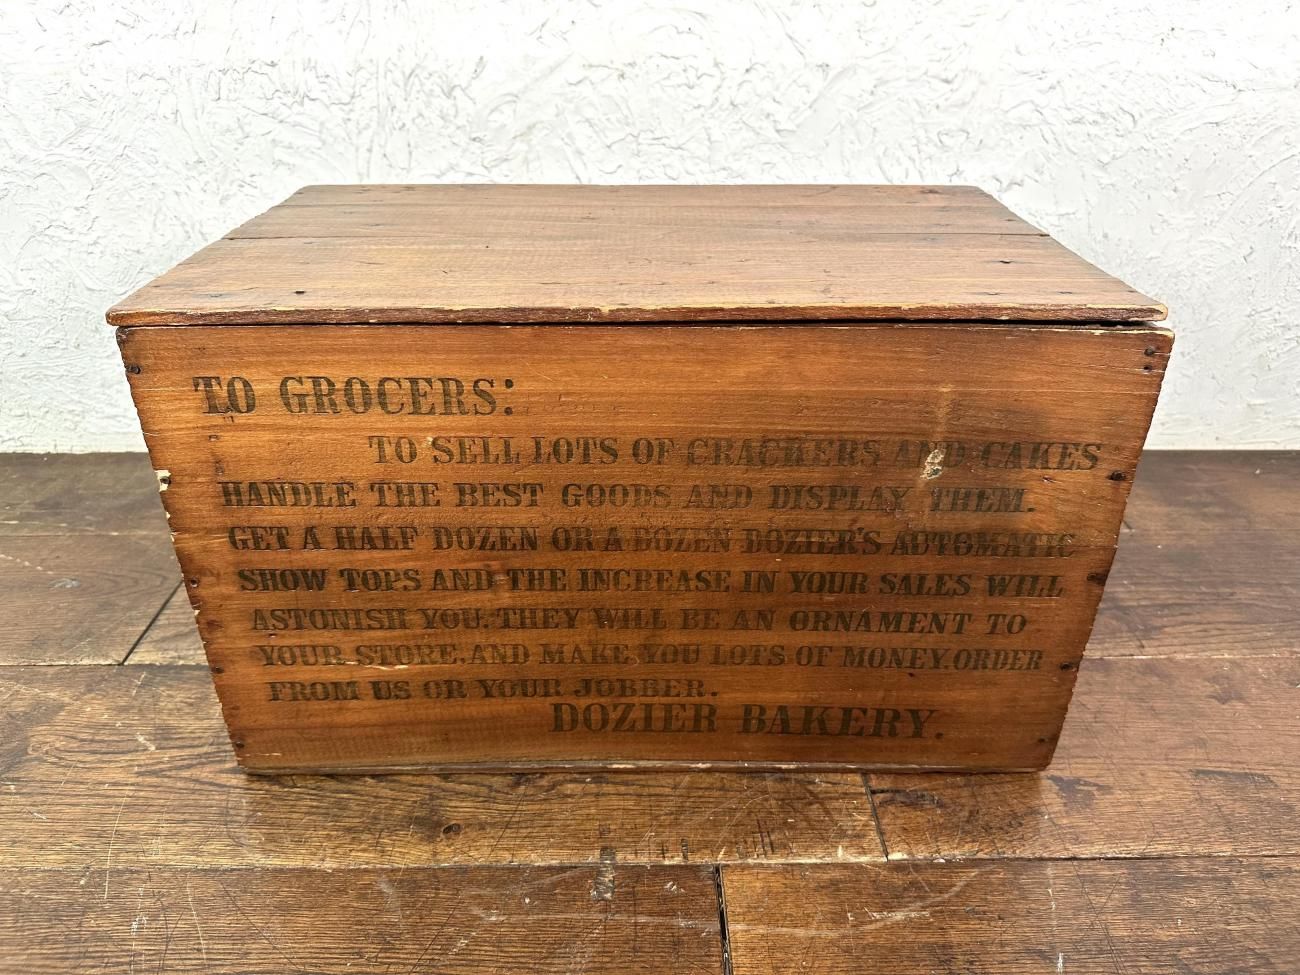 TO GROCERS:
TO SELL LOTS OF CRACKERS AND CAKES
HANDLE THE BEST GOODS AND DISPLAY THEM.
GET A HALF DOZEN OR A DOZEN DOZIER'S AUTOMATIC
SHOW TOPS AND THE INCREASE IN YOUR SALES WILL
ASTONISH YOU. THEY WILL BE AN ORNAMENT TO
YOUR STORE, AND MAKE YOU LOTS OF MONEY. ORDER
FROM US OR YOUR JOBBER.
DOZIER BAKERY.